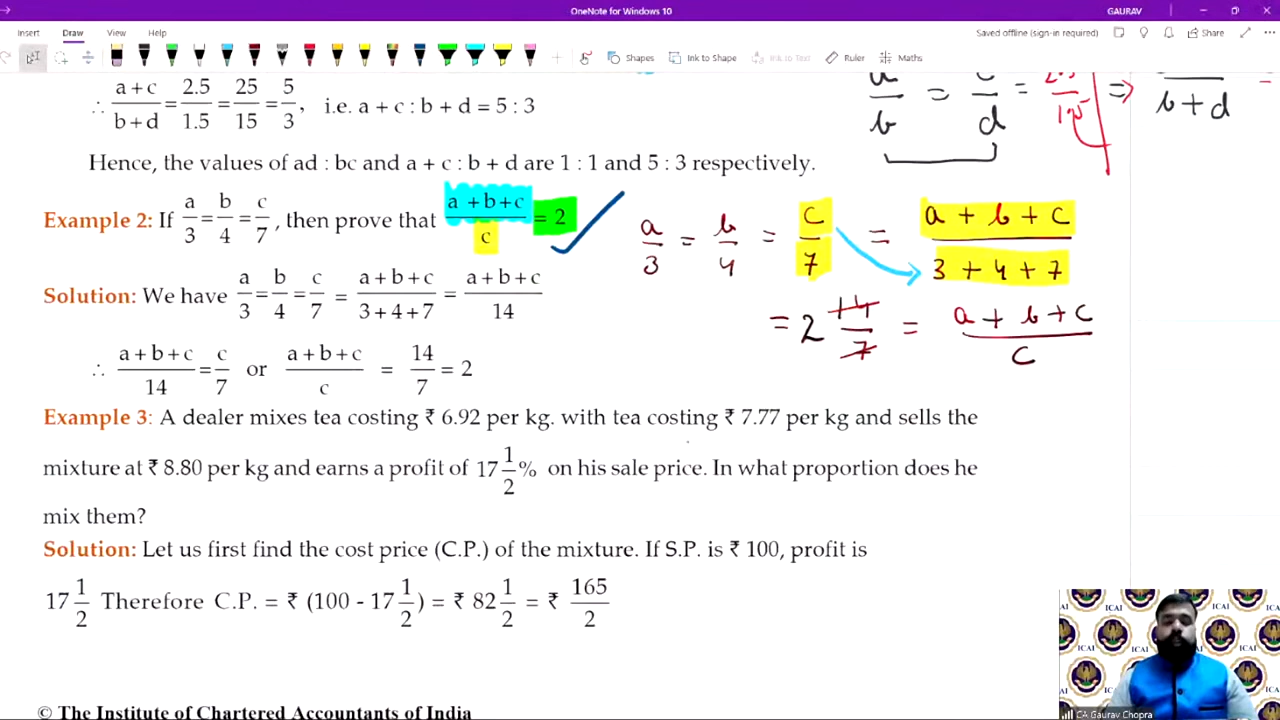 OneNote for Windows 10
GAURAV
Insert Draw View Help
Saved offline (sign in required) Share
Shapes Ink to Shape Ink to Text Ruler Maths
∴ (a + c)/(b + d) = 2.5/1.5 = 25/15 = 5/3, i.e. a + c : b + d = 5 : 3
a/b = c/d = ⇒ b + d
Hence, the values of ad : bc and a + c : b + d are 1 : 1 and 5 : 3 respectively.
Example 2: If a/3 = b/4 = c/7, then prove that (a + b + c)/c = 2
a/3 = b/4 = c/7 = (a + b + c)/(3 + 4 + 7)
Solution: We have a/3 = b/4 = c/7 = (a + b + c)/(3 + 4 + 7) = (a + b + c)/14
= 2 14/7 = (a + b + c)/c
∴ (a + b + c)/14 = c/7 or (a + b + c)/c = 14/7 = 2
Example 3: A dealer mixes tea costing ₹ 6.92 per kg. with tea costing ₹ 7.77 per kg and sells the
mixture at ₹ 8.80 per kg and earns a profit of 17 1/2% on his sale price. In what proportion does he
mix them?
Solution: Let us first find the cost price (C.P.) of the mixture. If S.P. is ₹ 100, profit is
17 1/2 Therefore C.P. = ₹ (100 - 17 1/2) = ₹ 82 1/2 = ₹ 165/2
© The Institute of Chartered Accountants of India
ICAI
CA Gaurav Chopra